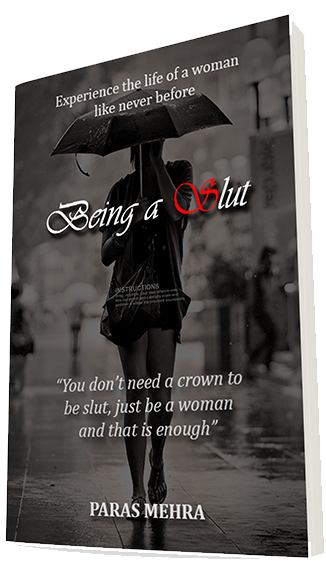 Experience the life of a woman
like never before
Being a Slut
INSTRUCTIONS
"You don't need a crown to
be slut, just be a woman
and that is enough"
PARAS MEHRA